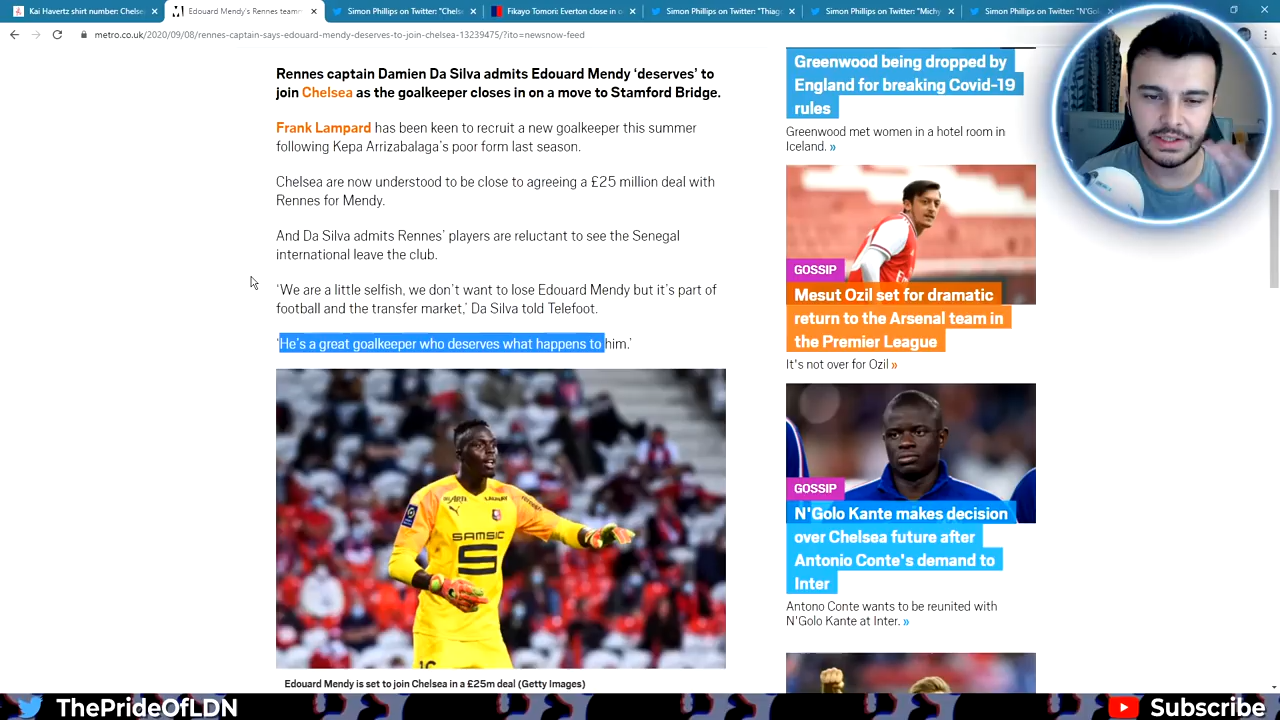 Kai Havertz shirt number: Chelse
Edouard Mendy's Rennes teamm
Simon Phillips on Twitter: "Chels
Fikayo Tomori: Everton close in o
Simon Phillips on Twitter: "Thiag
Simon Phillips on Twitter: "Michy
Simon Phillips on Twitter: "N'Go
metro.co.uk/2020/09/08/rennes-captain-says-edouard-mendy-deserves-to-join-chelsea-13239475/?ito=newsnow-feed
Rennes captain Damien Da Silva admits Edouard Mendy ‘deserves’ to
join Chelsea as the goalkeeper closes in on a move to Stamford Bridge.
Frank Lampard has been keen to recruit a new goalkeeper this summer
following Kepa Arrizabalaga’s poor form last season.
Chelsea are now understood to be close to agreeing a £25 million deal with
Rennes for Mendy.
And Da Silva admits Rennes’ players are reluctant to see the Senegal
international leave the club.
‘We are a little selfish, we don’t want to lose Edouard Mendy but it’s part of
football and the transfer market,’ Da Silva told Telefoot.
‘He’s a great goalkeeper who deserves what happens to him.’
SAMSIC
S
Edouard Mendy is set to join Chelsea in a £25m deal (Getty Images)
Greenwood being dropped by
England for breaking Covid-19
rules
Greenwood met women in a hotel room in
Iceland. »
GOSSIP
Mesut Ozil set for dramatic
return to the Arsenal team in
the Premier League
It's not over for Ozil »
GOSSIP
N'Golo Kante makes decision
over Chelsea future after
Antonio Conte's demand to
Inter
Antono Conte wants to be reunited with
N'Golo Kante at Inter. »
ThePrideOfLDN
Subscribe